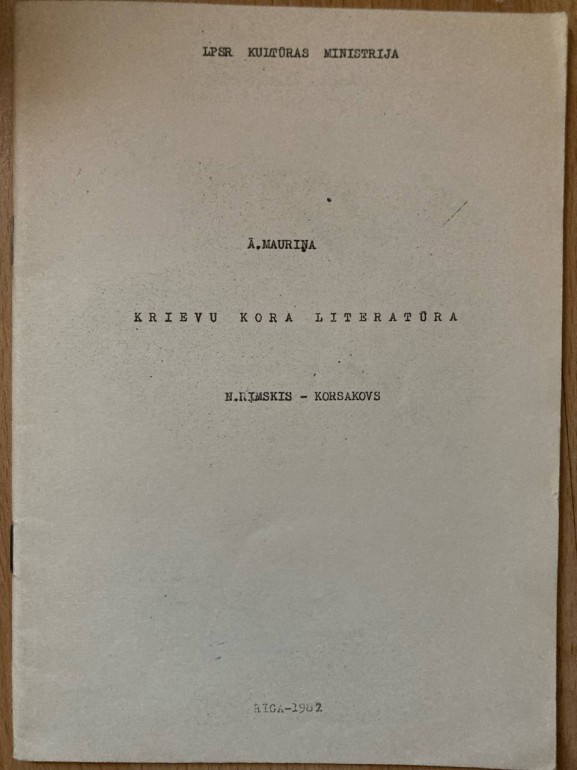 LPSR KULTŪRAS MINISTRIJA
Ā.MAURIŅA
KRIEVU KORA LITERATŪRA
N.RIMSKIS – KORSAKOVS
RĪGA–1982